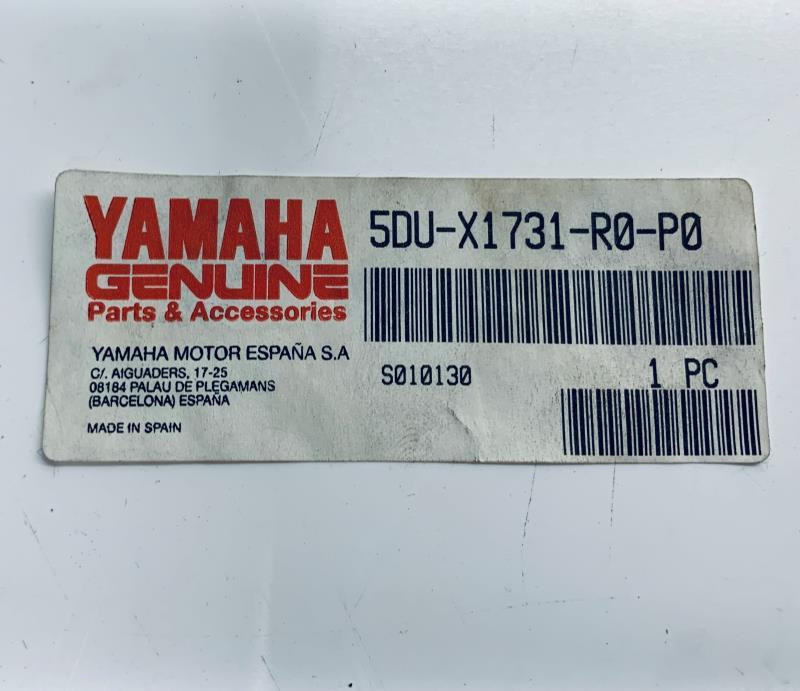 YAMAHA
GENUINE
Parts & Accessories
YAMAHA MOTOR ESPAÑA S.A
C/. AIGUADERS, 17-25
08184 PALAU DE PLEGAMANS
(BARCELONA) ESPAÑA
MADE IN SPAIN
5DU-X1731-R0-P0
S010130
1 PC